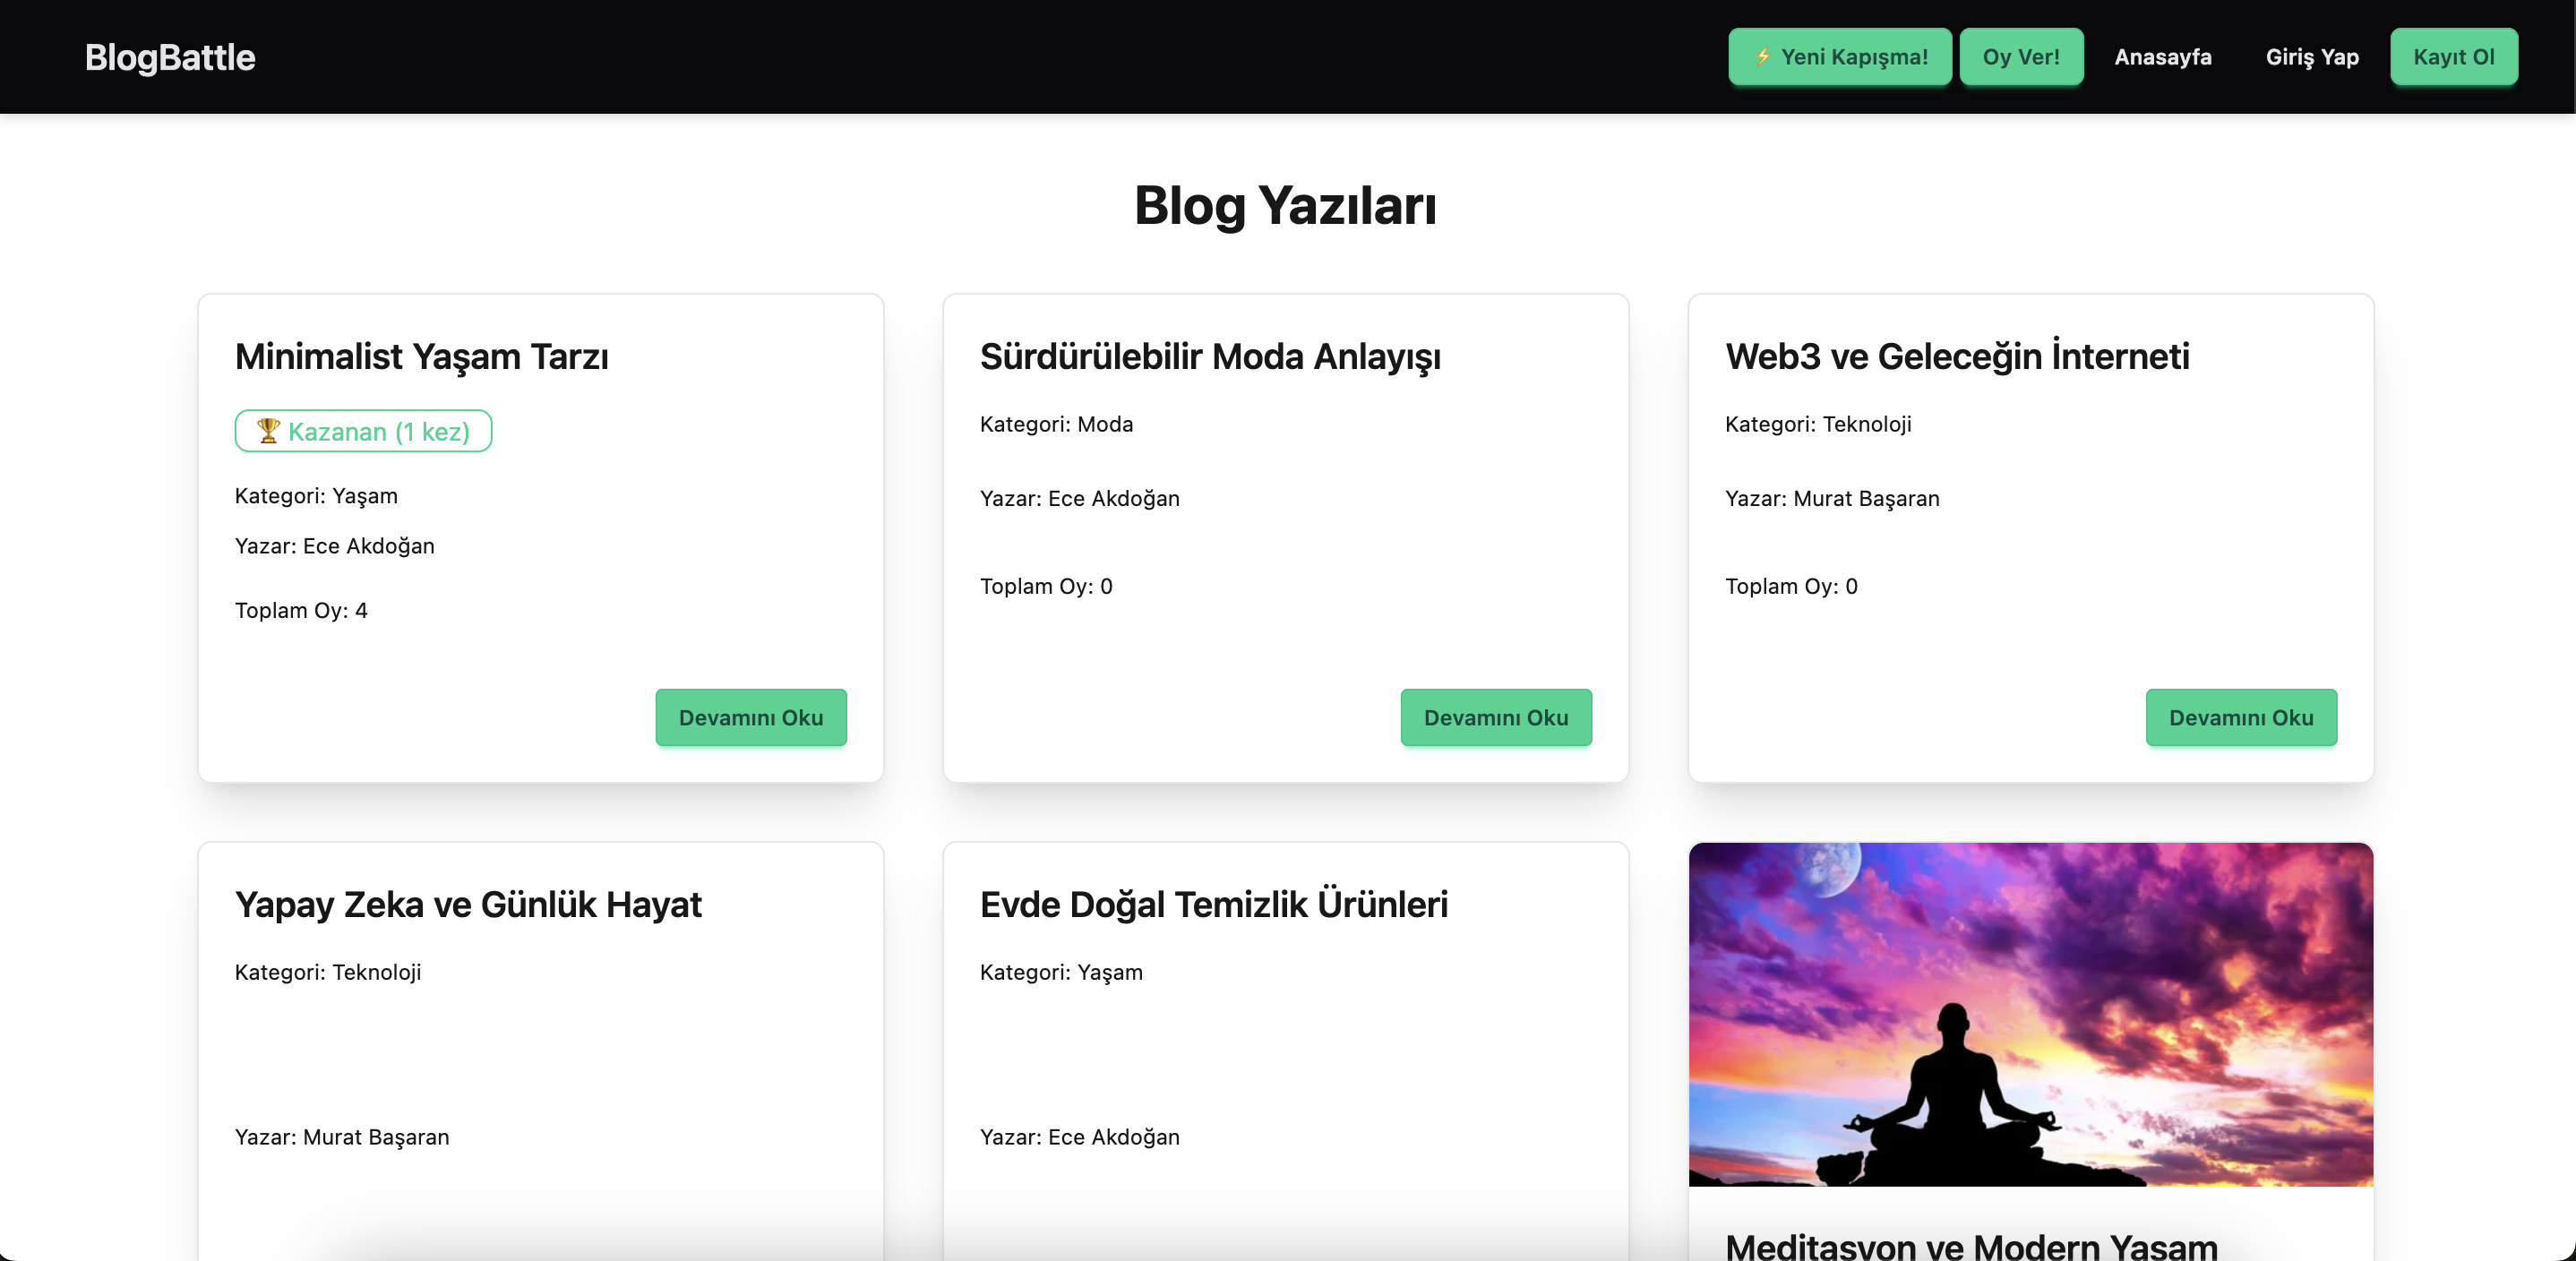 BlogBattle
⚡ Yeni Kapışma!
Oy Ver!
Anasayfa
Giriş Yap
Kayıt Ol
Blog Yazıları
Minimalist Yaşam Tarzı
🏆 Kazanan (1 kez)
Kategori: Yaşam
Yazar: Ece Akdoğan
Toplam Oy: 4
Devamını Oku
Sürdürülebilir Moda Anlayışı
Kategori: Moda
Yazar: Ece Akdoğan
Toplam Oy: 0
Devamını Oku
Web3 ve Geleceğin İnterneti
Kategori: Teknoloji
Yazar: Murat Başaran
Toplam Oy: 0
Devamını Oku
Yapay Zeka ve Günlük Hayat
Kategori: Teknoloji
Yazar: Murat Başaran
Evde Doğal Temizlik Ürünleri
Kategori: Yaşam
Yazar: Ece Akdoğan
Meditasyon ve Modern Yaşam